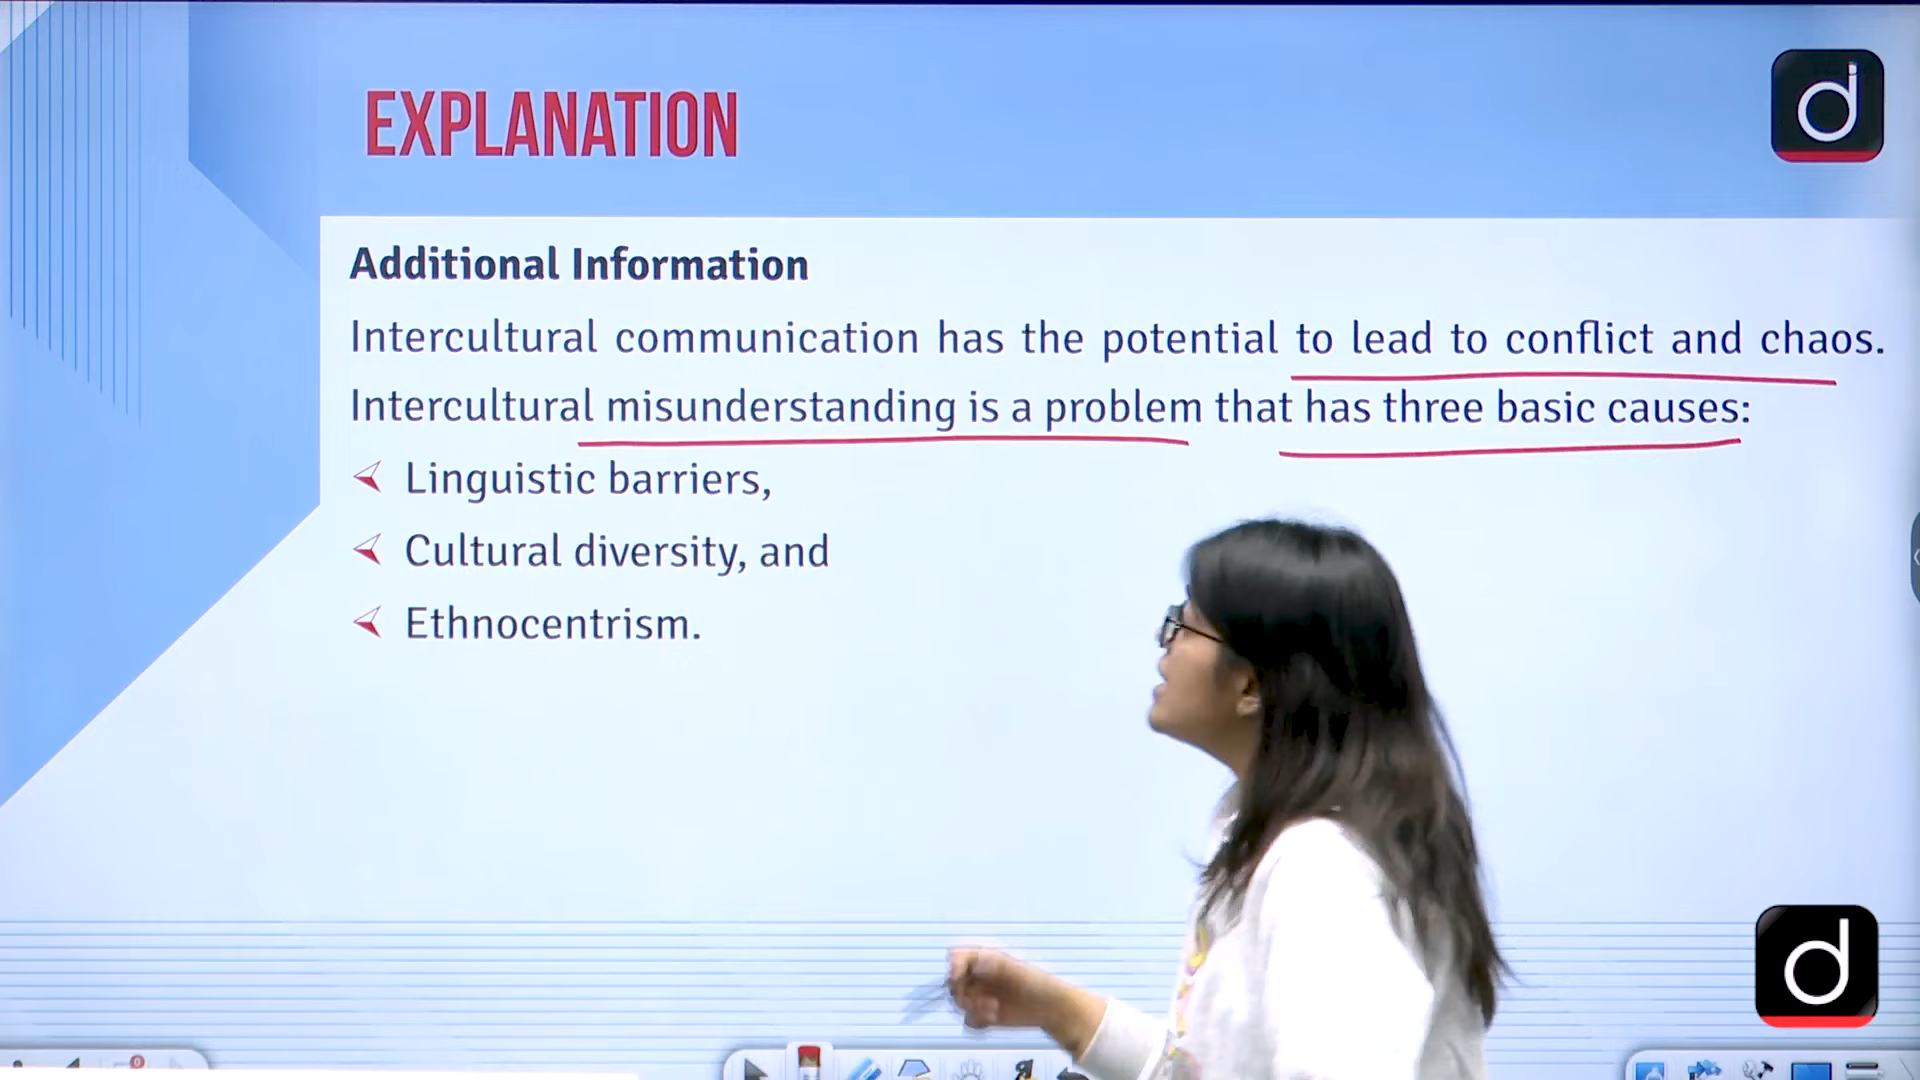 EXPLANATION
d
Additional Information
Intercultural communication has the potential to lead to conflict and chaos.
Intercultural misunderstanding is a problem that has three basic causes:
Linguistic barriers,
Cultural diversity, and
Ethnocentrism.
d
0